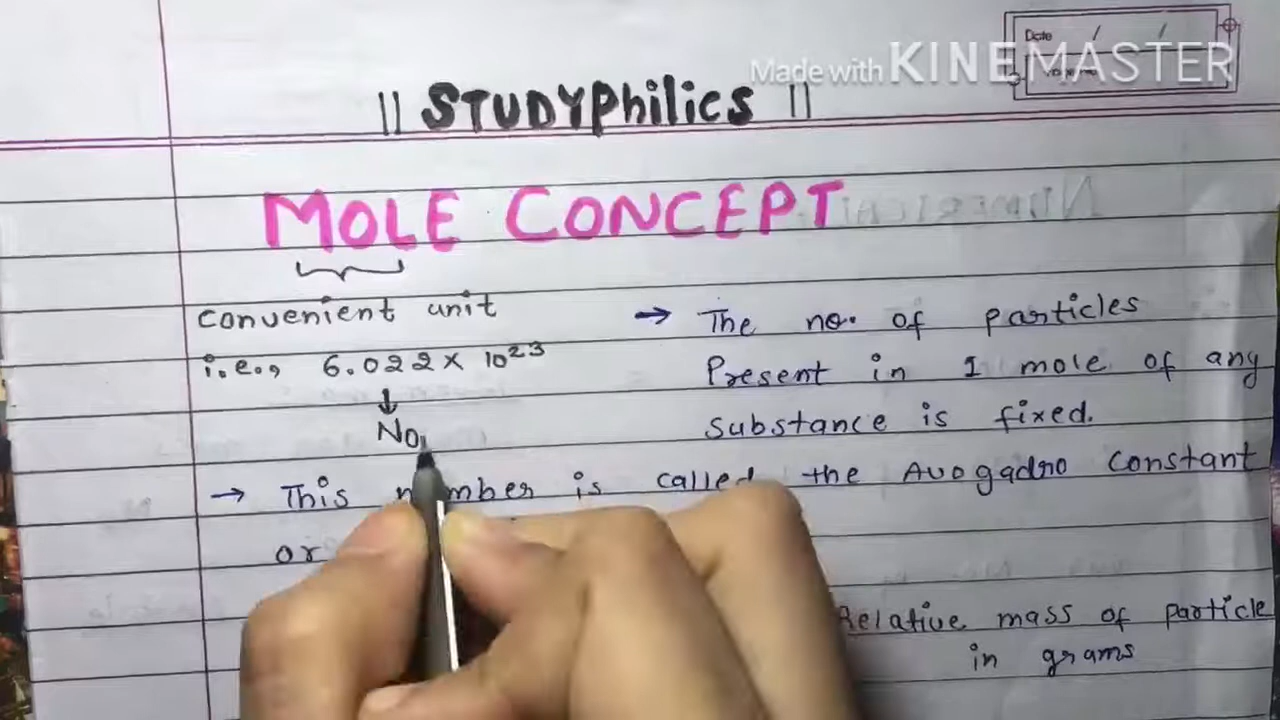 Made with KINEMASTER
Date / /
|| STUDYPhilics ||
MOLE CONCEPT
convenient unit
i.e., 6.022 × 10²³
↓
No
→ The no. of particles
Present in 1 mole of any
substance is fixed.
→ This number is called the Avogadro constant
or
Relative mass of particle
in grams